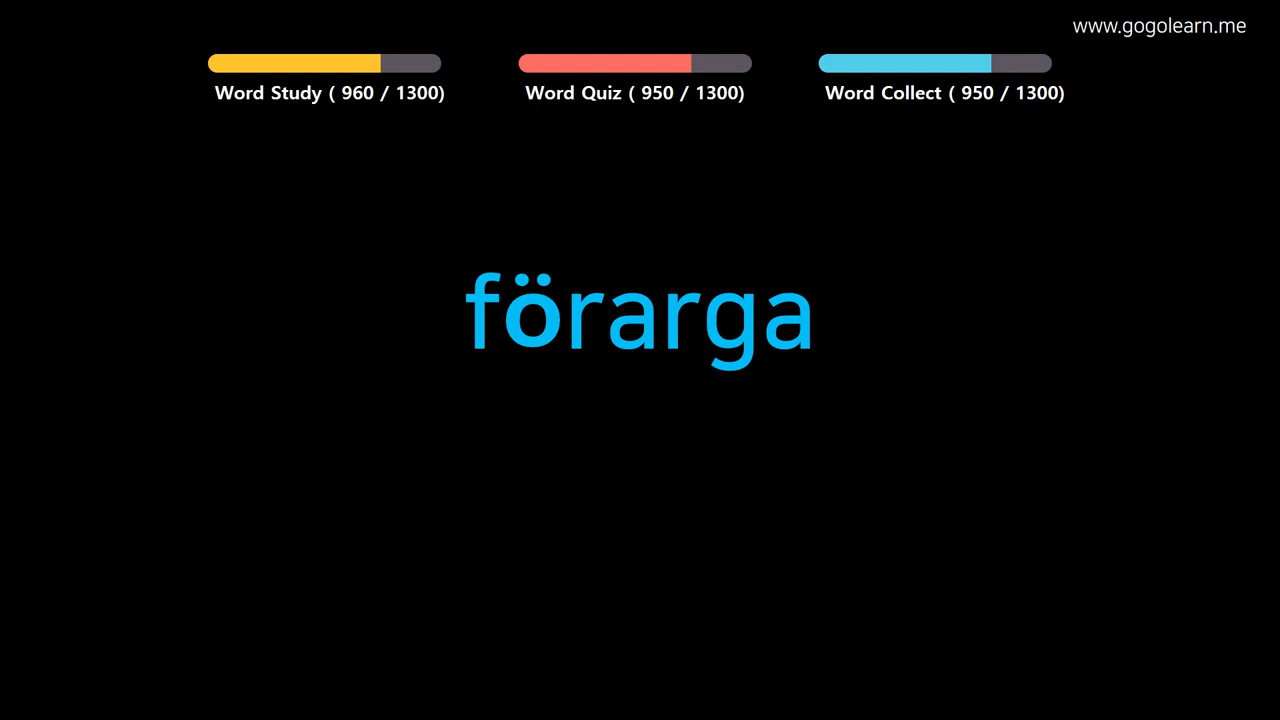 www.gogolearn.me
Word Study ( 960 / 1300)
Word Quiz ( 950 / 1300)
Word Collect ( 950 / 1300)
förarga